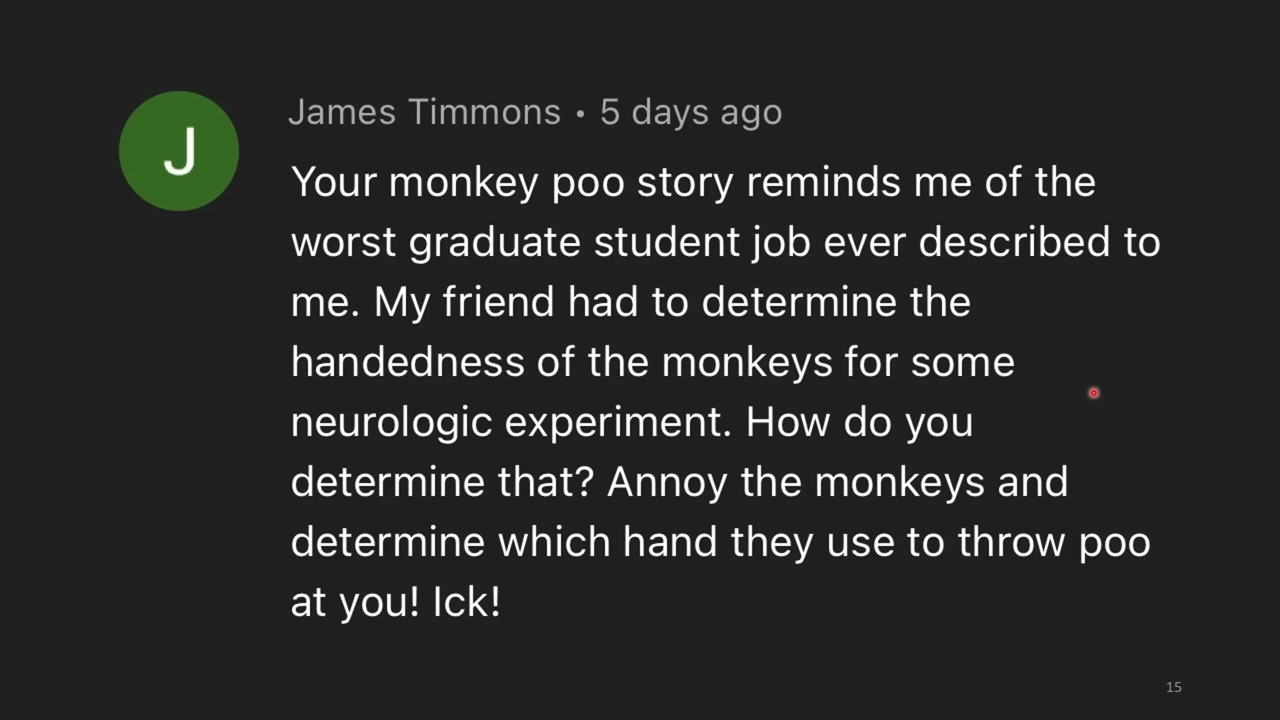 J
James Timmons • 5 days ago
Your monkey poo story reminds me of the
worst graduate student job ever described to
me. My friend had to determine the
handedness of the monkeys for some
neurologic experiment. How do you
determine that? Annoy the monkeys and
determine which hand they use to throw poo
at you! Ick!
15